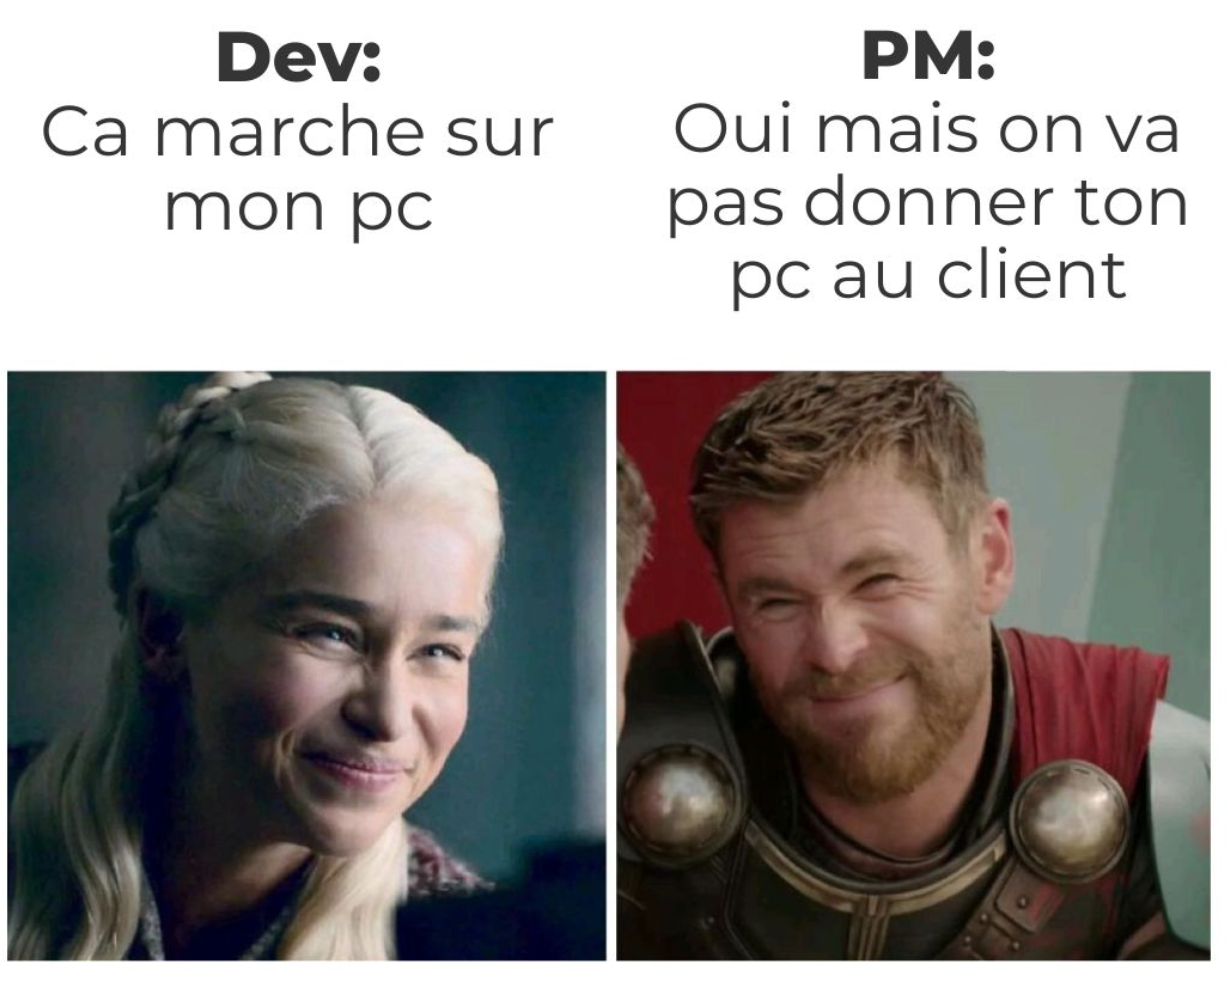 Dev:
Ca marche sur
mon pc
PM:
Oui mais on va
pas donner ton
pc au client